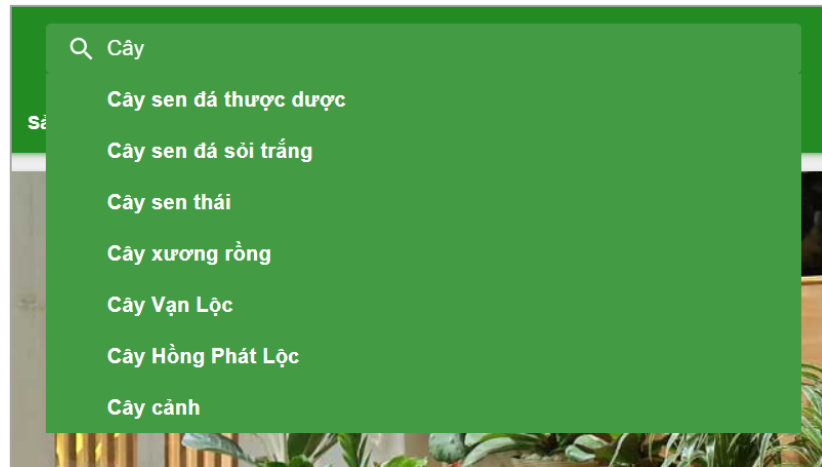 Cây
Cây sen đá thược dược
Sả
Cây sen đá sỏi trắng
Cây sen thái
Cây xương rồng
Cây Vạn Lộc
Cây Hồng Phát Lộc
Cây cảnh